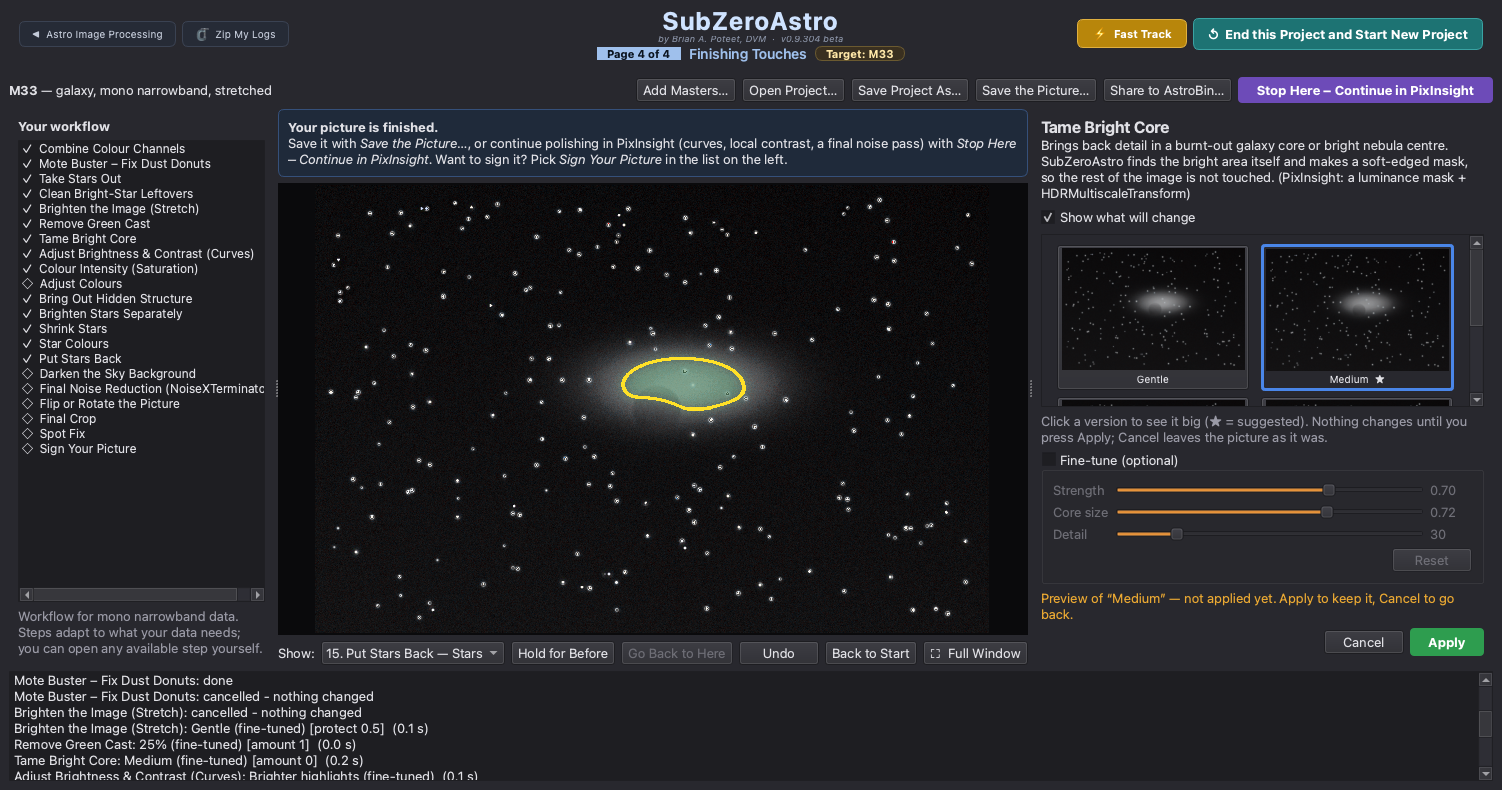 ◄ Astro Image Processing
Zip My Logs
SubZeroAstro
by Brian A. Poteet, DVM · v0.9.304 beta
Page 4 of 4 Finishing Touches Target: M33
⚡ Fast Track
↺ End this Project and Start New Project
M33 — galaxy, mono narrowband, stretched
Add Masters... Open Project... Save Project As... Save the Picture... Share to AstroBin... Stop Here – Continue in PixInsight
Your workflow
✓ Combine Colour Channels
✓ Mote Buster – Fix Dust Donuts
✓ Take Stars Out
✓ Clean Bright-Star Leftovers
✓ Brighten the Image (Stretch)
✓ Remove Green Cast
✓ Tame Bright Core
✓ Adjust Brightness & Contrast (Curves)
✓ Colour Intensity (Saturation)
◇ Adjust Colours
✓ Bring Out Hidden Structure
✓ Brighten Stars Separately
✓ Shrink Stars
✓ Star Colours
✓ Put Stars Back
◇ Darken the Sky Background
◇ Final Noise Reduction (NoiseXTerminato
◇ Flip or Rotate the Picture
◇ Final Crop
◇ Spot Fix
◇ Sign Your Picture
Workflow for mono narrowband data.
Steps adapt to what your data needs;
you can open any available step yourself.
Your picture is finished.
Save it with Save the Picture..., or continue polishing in PixInsight (curves, local contrast, a final noise pass) with Stop Here
– Continue in PixInsight. Want to sign it? Pick Sign Your Picture in the list on the left.
Show: 15. Put Stars Back — Stars Hold for Before Go Back to Here Undo Back to Start Full Window
Tame Bright Core
Brings back detail in a burnt-out galaxy core or bright nebula centre.
SubZeroAstro finds the bright area itself and makes a soft-edged mask,
so the rest of the image is not touched. (PixInsight: a luminance mask +
HDRMultiscaleTransform)
✓ Show what will change
Gentle
Medium ★
Click a version to see it big (★ = suggested). Nothing changes until you
press Apply; Cancel leaves the picture as it was.
Fine-tune (optional)
Strength 0.70
Core size 0.72
Detail 30
Reset
Preview of “Medium” — not applied yet. Apply to keep it, Cancel to go
back.
Cancel Apply
Mote Buster – Fix Dust Donuts: done
Mote Buster – Fix Dust Donuts: cancelled - nothing changed
Brighten the Image (Stretch): cancelled - nothing changed
Brighten the Image (Stretch): Gentle (fine-tuned) [protect 0.5] (0.1 s)
Remove Green Cast: 25% (fine-tuned) [amount 1] (0.0 s)
Tame Bright Core: Medium (fine-tuned) [amount 0] (0.2 s)
Adjust Brightness & Contrast (Curves): Brighter highlights (fine-tuned) (0.1 s)